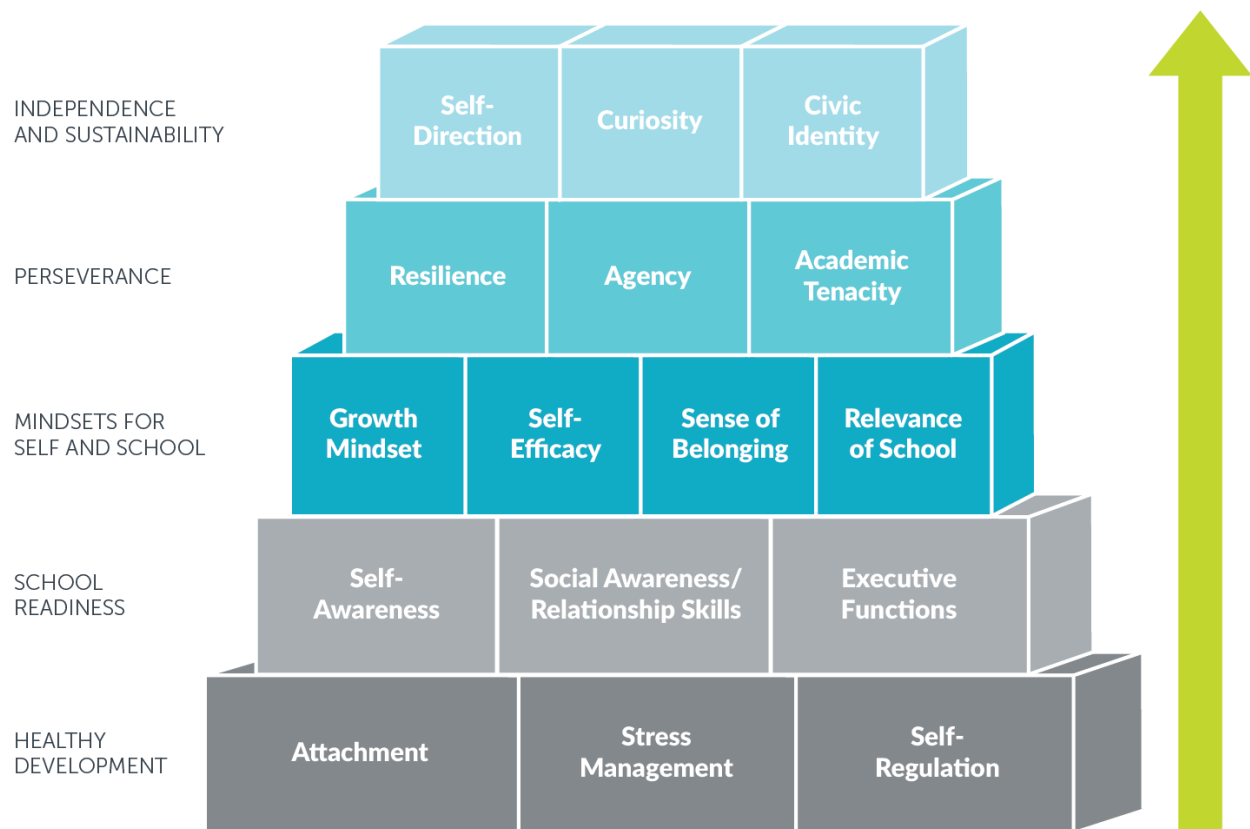 INDEPENDENCE
AND SUSTAINABILITY
Self-
Direction
Curiosity
Civic
Identity
PERSEVERANCE
Resilience
Agency
Academic
Tenacity
MINDSETS FOR
SELF AND SCHOOL
Growth
Mindset
Self-
Efficacy
Sense of
Belonging
Relevance
of School
SCHOOL
READINESS
Self-
Awareness
Social Awareness/
Relationship Skills
Executive
Functions
HEALTHY
DEVELOPMENT
Attachment
Stress
Management
Self-
Regulation